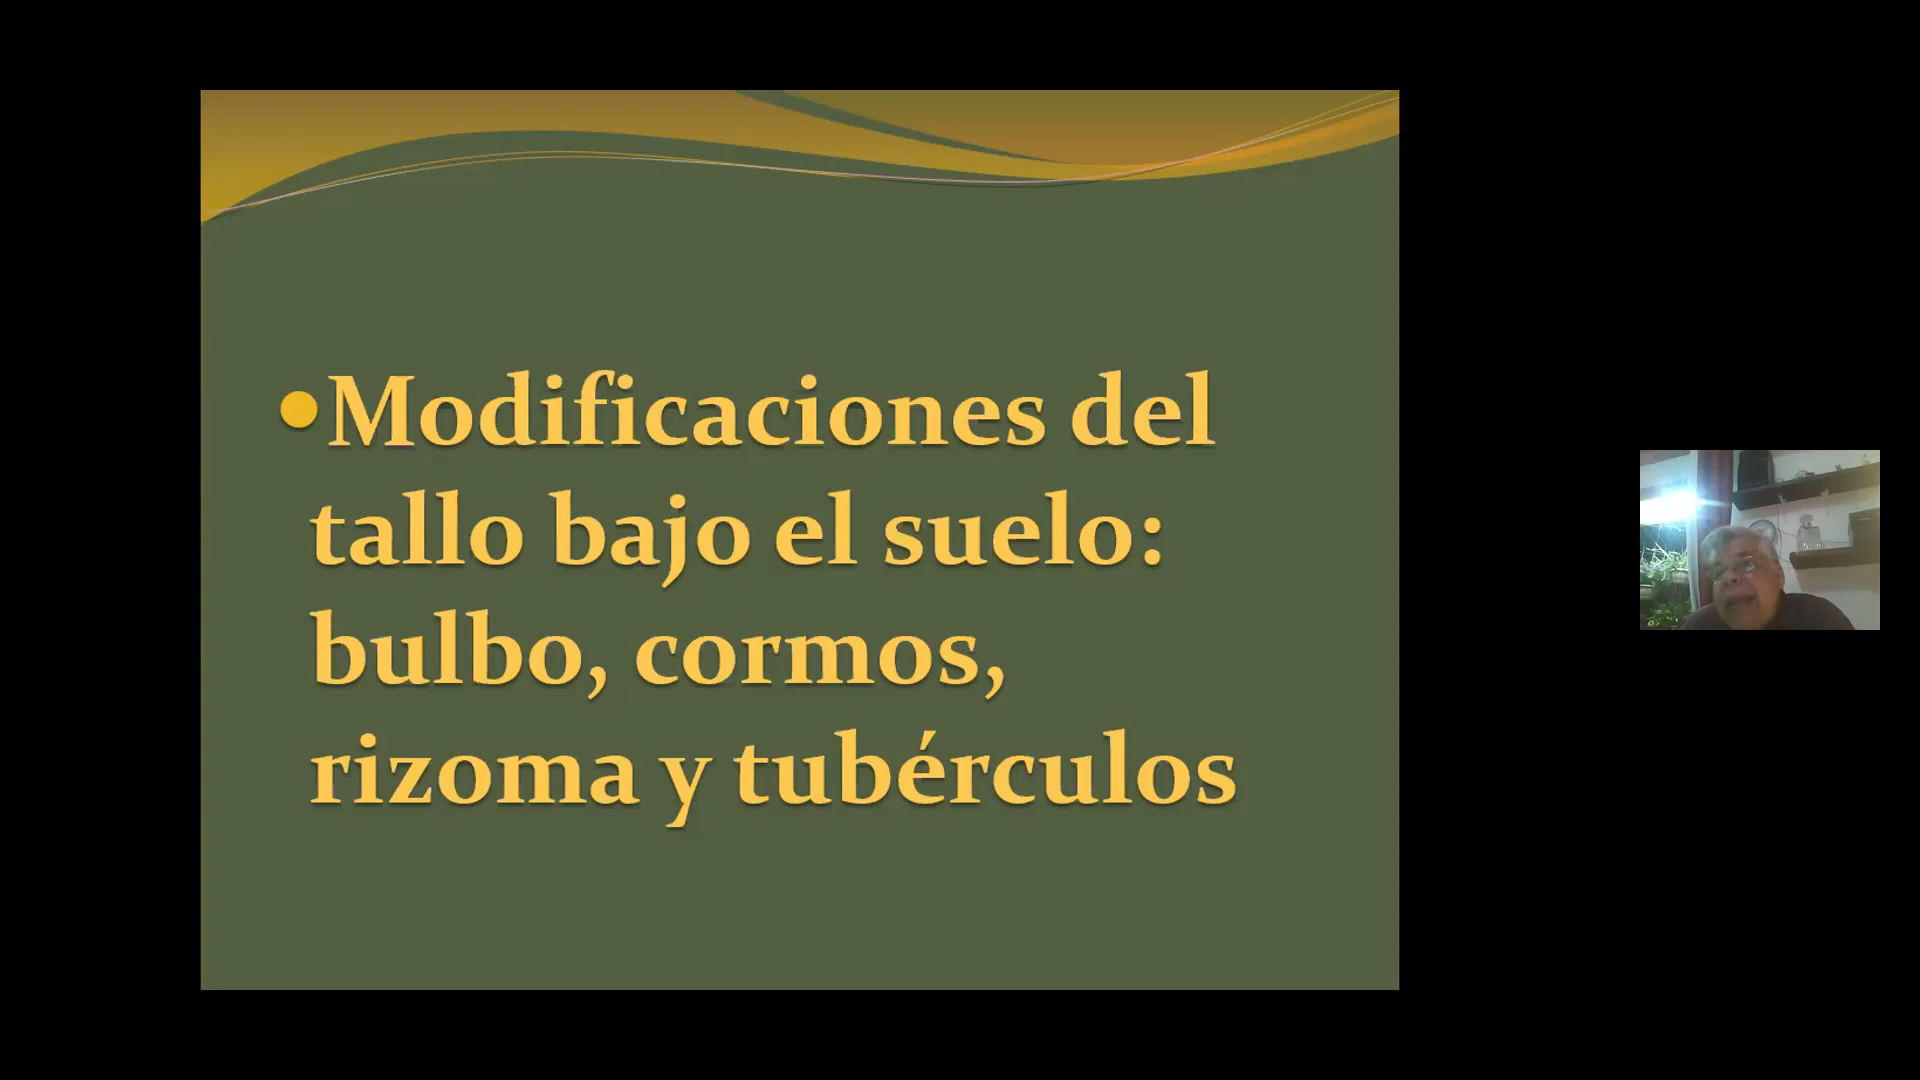 •Modificaciones del
tallo bajo el suelo:
bulbo, cormos,
rizoma y tubérculos